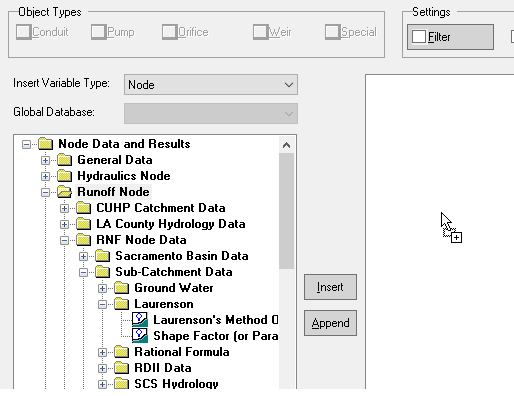 Object Types
Settings
Conduit Pump Orifice Weir Special
Filter
Insert Variable Type: Node
Global Database:
Node Data and Results
General Data
Hydraulics Node
Runoff Node
CUHP Catchment Data
LA County Hydrology Data
RNF Node Data
Sacramento Basin Data
Sub-Catchment Data
Ground Water
Insert
Laurenson
Laurenson's Method O
Append
Shape Factor (or Para
Rational Formula
RDII Data
SCS Hydrology